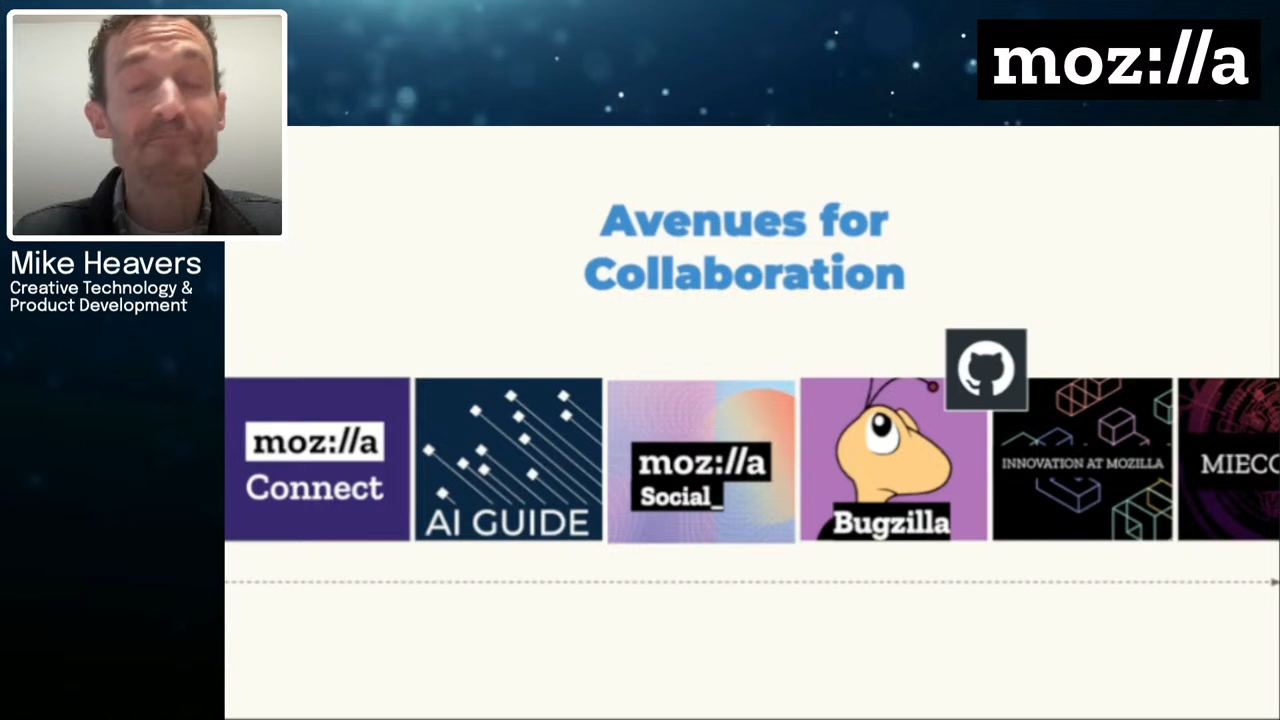 moz://a
Mike Heavers
Creative Technology &
Product Development
Avenues for
Collaboration
moz://a
Connect
AI GUIDE
moz://a
Social_
Bugzilla
INNOVATION AT MOZILLA
MIECO